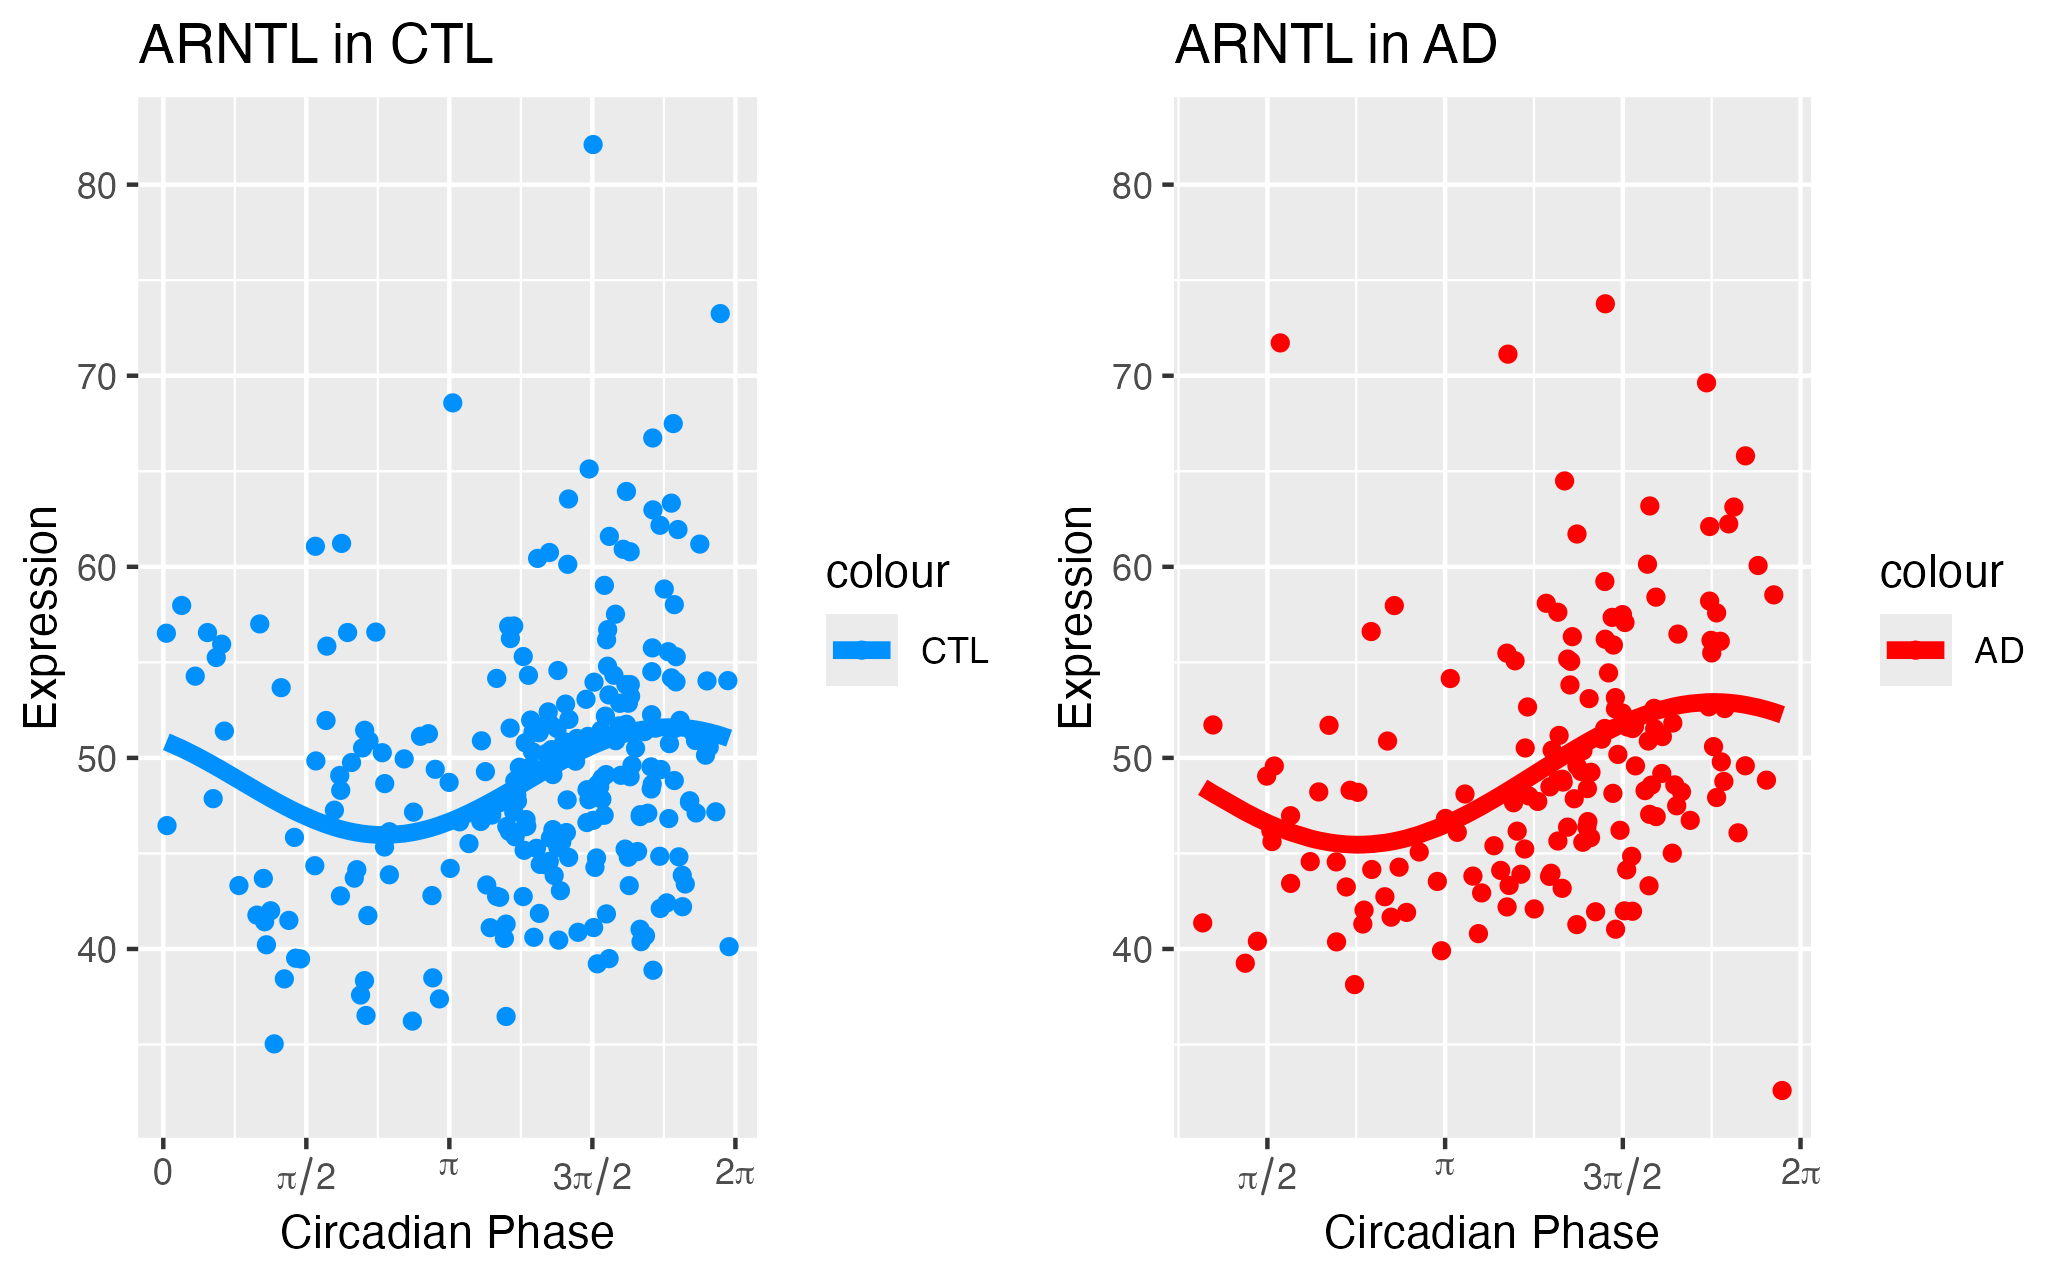 ARNTL in CTL
Expression
80
70
60
50
40
0
π/2
π
3π/2
2π
Circadian Phase
colour
CTL
ARNTL in AD
Expression
80
70
60
50
40
π/2
π
3π/2
2π
Circadian Phase
colour
AD